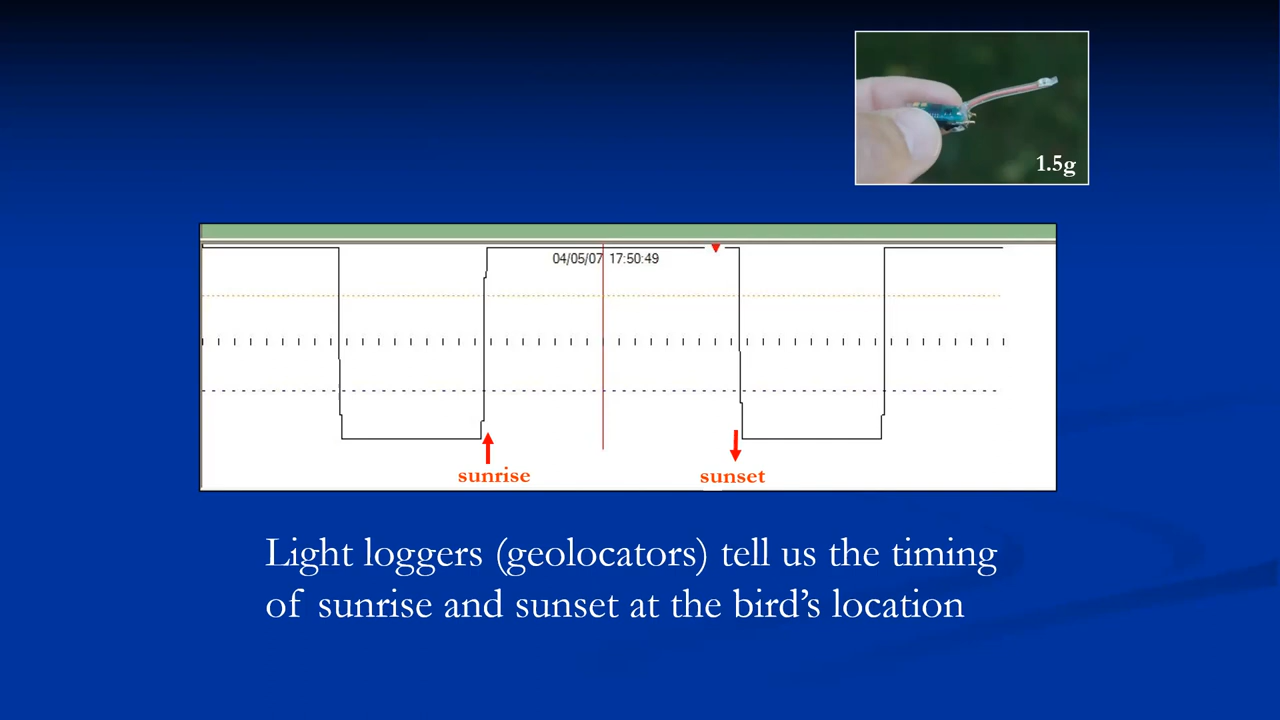 1.5g
04/05/07 17:50:49
sunrise
sunset
Light loggers (geolocators) tell us the timing
of sunrise and sunset at the bird’s location